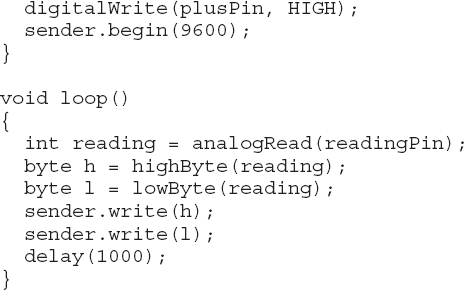 digitalWrite(plusPin, HIGH);
sender.begin(9600);
}
void loop()
{
int reading = analogRead(readingPin);
byte h = highByte(reading);
byte l = lowByte(reading);
sender.write(h);
sender.write(l);
delay(1000);
}